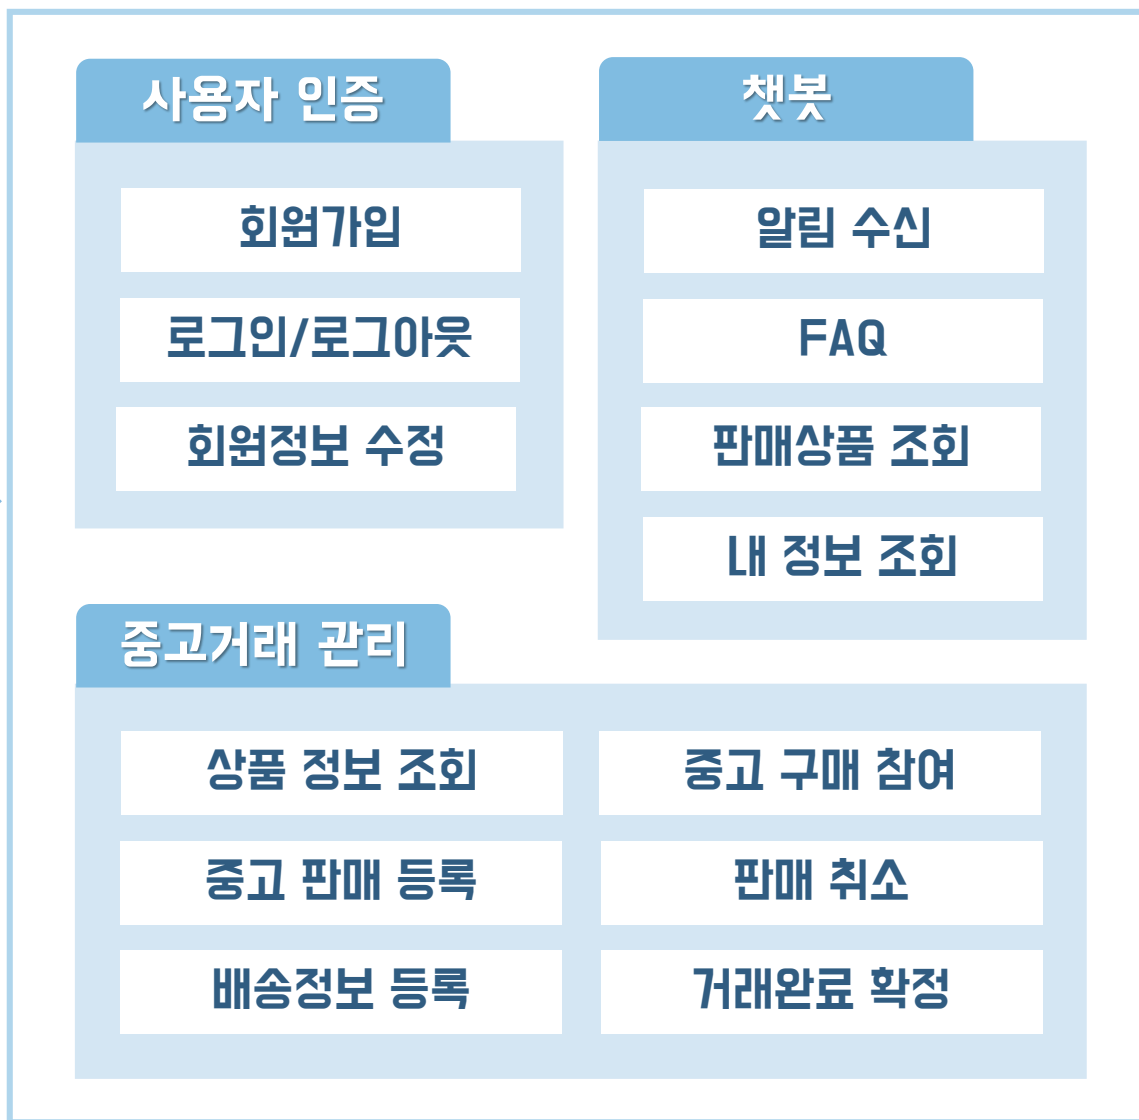 사용자 인증
회원가입
로그인/로그아웃
회원정보 수정
챗봇
알림 수신
FAQ
판매상품 조회
내 정보 조회
중고거래 관리
상품 정보 조회
중고 구매 참여
중고 판매 등록
판매 취소
배송정보 등록
거래완료 확정